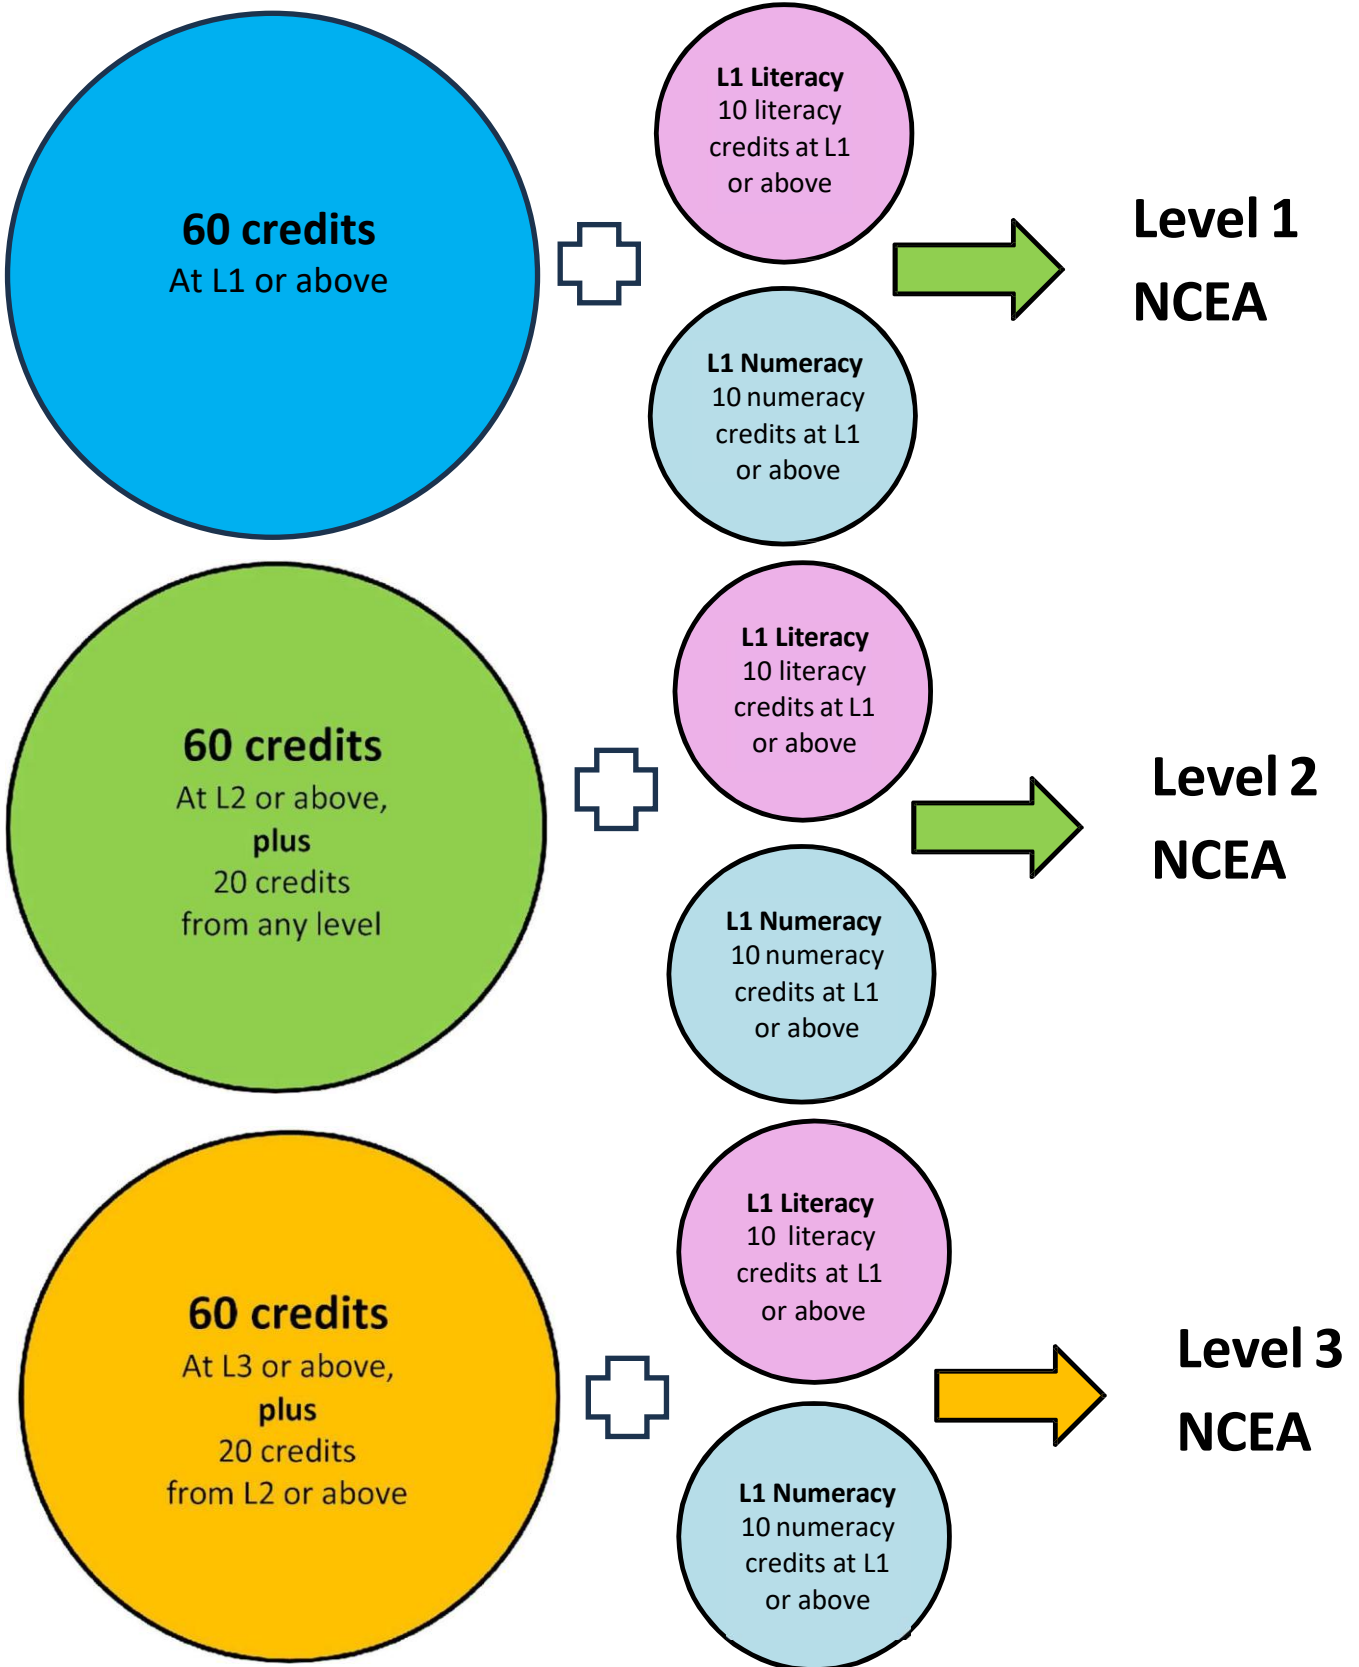 60 credits
At L1 or above
L1 Literacy
10 literacy
credits at L1
or above
L1 Numeracy
10 numeracy
credits at L1
or above
Level 1
NCEA
60 credits
At L2 or above,
plus
20 credits
from any level
L1 Literacy
10 literacy
credits at L1
or above
L1 Numeracy
10 numeracy
credits at L1
or above
Level 2
NCEA
60 credits
At L3 or above,
plus
20 credits
from L2 or above
L1 Literacy
10 literacy
credits at L1
or above
L1 Numeracy
10 numeracy
credits at L1
or above
Level 3
NCEA